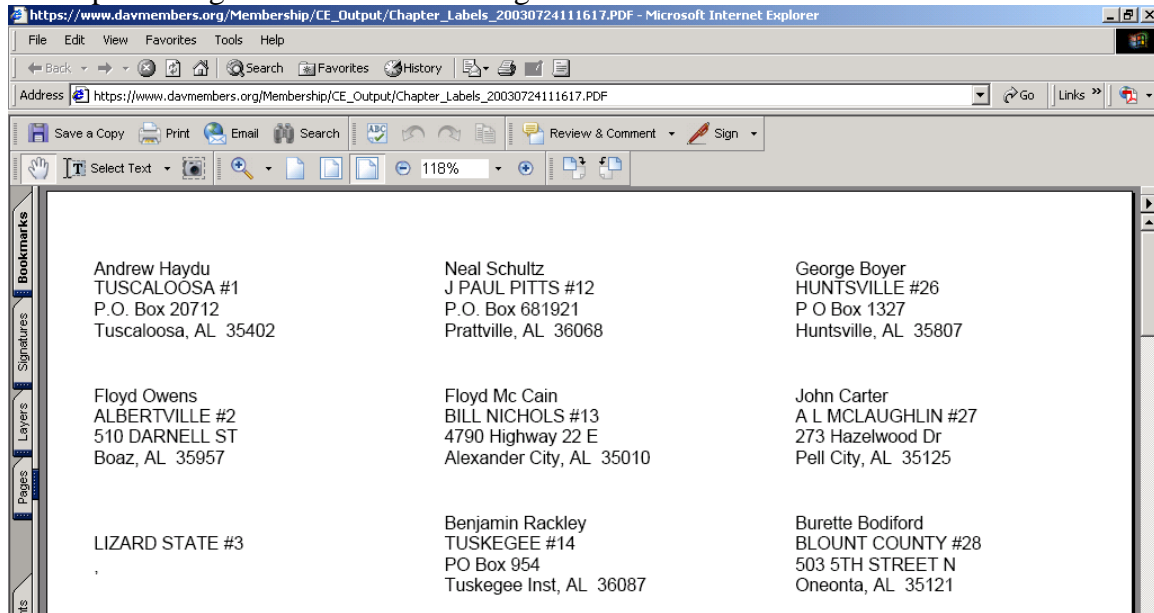 https://www.davmembers.org/Membership/CE_Output/Chapter_Labels_20030724111617.PDF - Microsoft Internet Explorer
File Edit View Favorites Tools Help
Back Search Favorites History
Address https://www.davmembers.org/Membership/CE_Output/Chapter_Labels_20030724111617.PDF Go Links »
Save a Copy Print Email Search ABC Review & Comment Sign
T Select Text 118%
Bookmarks
Signatures
Layers
Pages
Andrew Haydu
TUSCALOOSA #1
P.O. Box 20712
Tuscaloosa, AL 35402
Neal Schultz
J PAUL PITTS #12
P.O. Box 681921
Prattville, AL 36068
George Boyer
HUNTSVILLE #26
P O Box 1327
Huntsville, AL 35807
Floyd Owens
ALBERTVILLE #2
510 DARNELL ST
Boaz, AL 35957
Floyd Mc Cain
BILL NICHOLS #13
4790 Highway 22 E
Alexander City, AL 35010
John Carter
A L MCLAUGHLIN #27
273 Hazelwood Dr
Pell City, AL 35125
LIZARD STATE #3
,
Benjamin Rackley
TUSKEGEE #14
PO Box 954
Tuskegee Inst, AL 36087
Burette Bodiford
BLOUNT COUNTY #28
503 5TH STREET N
Oneonta, AL 35121